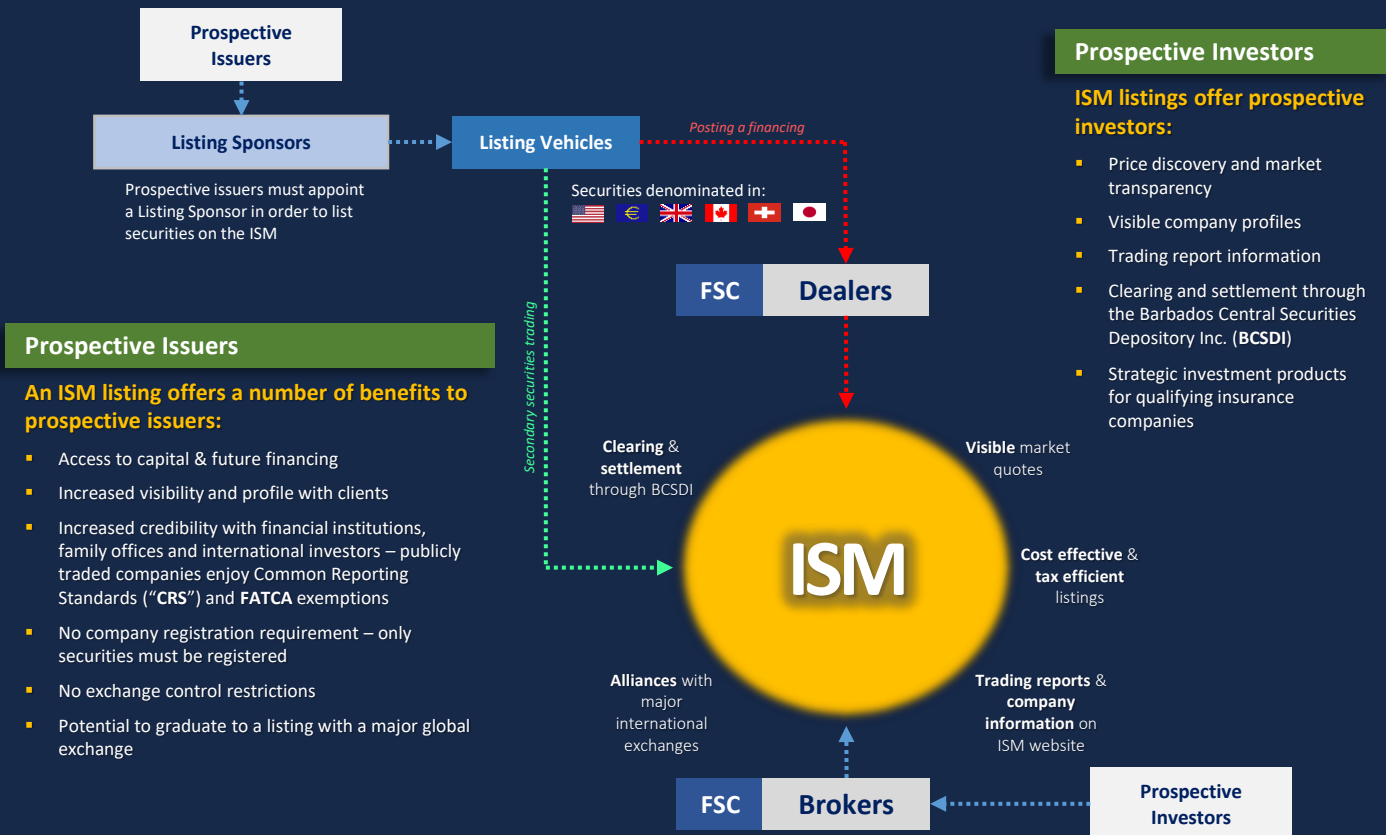 Prospective
Issuers
Listing Sponsors
Prospective issuers must appoint
a Listing Sponsor in order to list
securities on the ISM
Listing Vehicles
Posting a financing
Securities denominated in:
€
Secondary securities trading
FSC
Dealers
Prospective Issuers
An ISM listing offers a number of benefits to
prospective issuers:
▪ Access to capital & future financing
▪ Increased visibility and profile with clients
▪ Increased credibility with financial institutions,
family offices and international investors – publicly
traded companies enjoy Common Reporting
Standards (“CRS”) and FATCA exemptions
▪ No company registration requirement – only
securities must be registered
▪ No exchange control restrictions
▪ Potential to graduate to a listing with a major global
exchange
Clearing &
settlement
through BCSDI
Visible market
quotes
ISM
Cost effective &
tax efficient
listings
Alliances with
major
international
exchanges
Trading reports &
company
information on
ISM website
FSC
Brokers
Prospective
Investors
Prospective Investors
ISM listings offer prospective
investors:
▪ Price discovery and market
transparency
▪ Visible company profiles
▪ Trading report information
▪ Clearing and settlement through
the Barbados Central Securities
Depository Inc. (BCSDI)
▪ Strategic investment products
for qualifying insurance
companies